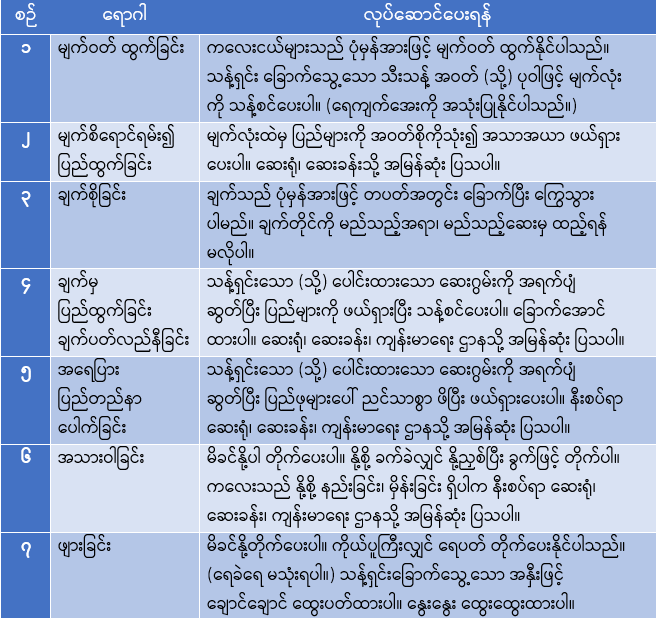 စဉ် ရောဂါ လုပ်ဆောင်ပေးရန်
၁ မျက်ဝတ် ထွက်ခြင်း ကလေးငယ်များသည် ပုံမှန်အားဖြင့် မျက်ဝတ် ထွက်နိုင်ပါသည်။
သန့်ရှင်း ခြောက်သွေ့သော သီးသန့် အဝတ် (သို့) ပုဝါဖြင့် မျက်လုံး
ကို သန့်စင်ပေးပါ။ (ရေကျက်အေးကို အသုံးပြုနိုင်ပါသည်။)
၂ မျက်စိရောင်ရမ်း၍ မျက်လုံးထဲမှ ပြည်များကို အဝတ်စိုကိုသုံး၍ အသာအယာ ဖယ်ရှား
ပြည်ထွက်ခြင်း ပေးပါ။ ဆေးရုံ၊ ဆေးခန်းသို့ အမြန်ဆုံး ပြသပါ။
၃ ချက်စိုခြင်း ချက်သည် ပုံမှန်အားဖြင့် တပတ်အတွင်း ခြောက်ပြီး ကြွေသွား
ပါမည်။ ချက်တိုင်ကို မည်သည့်အရာ၊ မည်သည့်ဆေးမှ ထည့်ရန်
မလိုပါ။
၄ ချက်မှ သန့်ရှင်းသော (သို့) ပေါင်းထားသော ဆေးဂွမ်းကို အရက်ပျံ
ပြည်ထွက်ခြင်း ဆွတ်ပြီး ပြည်များကို ဖယ်ရှားပြီး သန့်စင်ပေးပါ။ ခြောက်အောင်
ချက်ပတ်လည်နီခြင်း ထားပါ။ ဆေးရုံ၊ ဆေးခန်း၊ ကျန်းမာရေး ဌာနသို့ အမြန်ဆုံး ပြသပါ။
၅ အရေပြား သန့်ရှင်းသော (သို့) ပေါင်းထားသော ဆေးဂွမ်းကို အရက်ပျံ
ပြည်တည်နာ ဆွတ်ပြီး ပြည်ဖုများပေါ် ညင်သာစွာ ဖိပြီး ဖယ်ရှားပေးပါ။ နီးစပ်ရာ
ပေါက်ခြင်း ဆေးရုံ၊ ဆေးခန်း၊ ကျန်းမာရေး ဌာနသို့ အမြန်ဆုံး ပြသပါ။
၆ အသားဝါခြင်း မိခင်နို့ပါ တိုက်ပေးပါ။ နို့စို့ ခက်ခဲလျှင် နို့ညှစ်ပြီး ခွက်ဖြင့် တိုက်ပါ။
ကလေးသည် နို့စို့ နည်းခြင်း၊ မှိန်းခြင်း ရှိပါက နီးစပ်ရာ ဆေးရုံ၊
ဆေးခန်း၊ ကျန်းမာရေး ဌာနသို့ အမြန်ဆုံး ပြသပါ။
၇ ဖျားခြင်း မိခင်နို့တိုက်ပေးပါ။ ကိုယ်ပူကြီးလျှင် ရေပတ် တိုက်ပေးနိုင်ပါသည်။
(ရေခဲရေ မသုံးရပါ။) သန့်ရှင်းခြောက်သွေ့သော အနှီးဖြင့်
ချောင်ချောင် ထွေးပတ်ထားပါ။ နွေးနွေး ထွေးထွေးထားပါ။